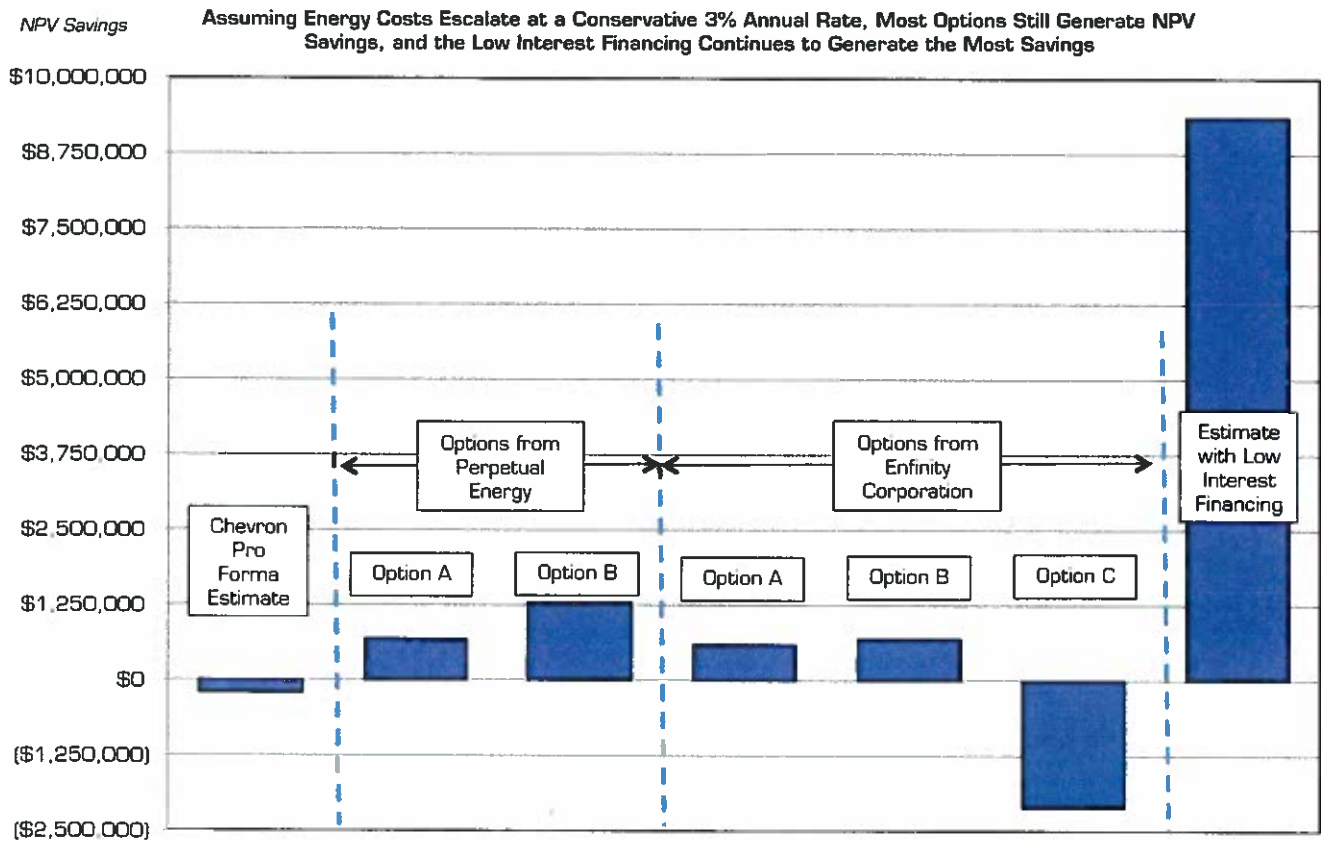 NPV Savings
Assuming Energy Costs Escalate at a Conservative 3% Annual Rate, Most Options Still Generate NPV
Savings, and the Low Interest Financing Continues to Generate the Most Savings
$10,000,000
$8,750,000
$7,500,000
$6,250,000
$5,000,000
$3,750,000
$2,500,000
$1,250,000
$0
($1,250,000)
($2,500,000)
Chevron
Pro
Forma
Estimate
Options from
Perpetual
Energy
Option A
Option B
Options from
Enfinity
Corporation
Option A
Option B
Option C
Estimate
with Low
Interest
Financing